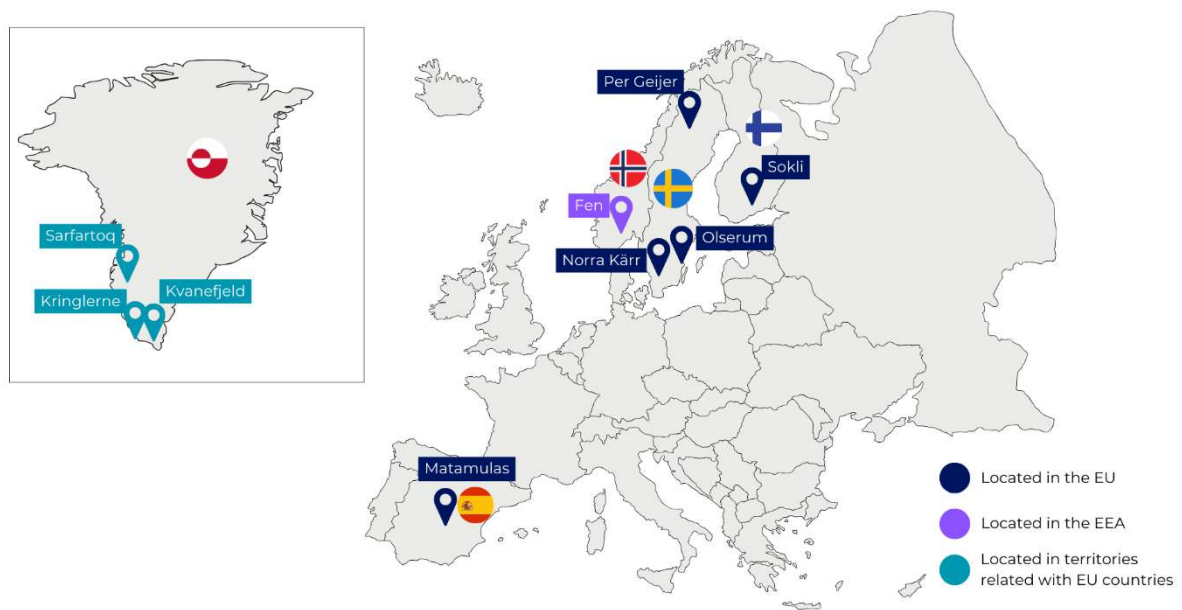 Per Geijer
Sokli
Fen
Olserum
Norra Kärr
Sarfartoq
Kringlerne
Kvanefjeld
Matamulas
Located in the EU
Located in the EEA
Located in territories
related with EU countries